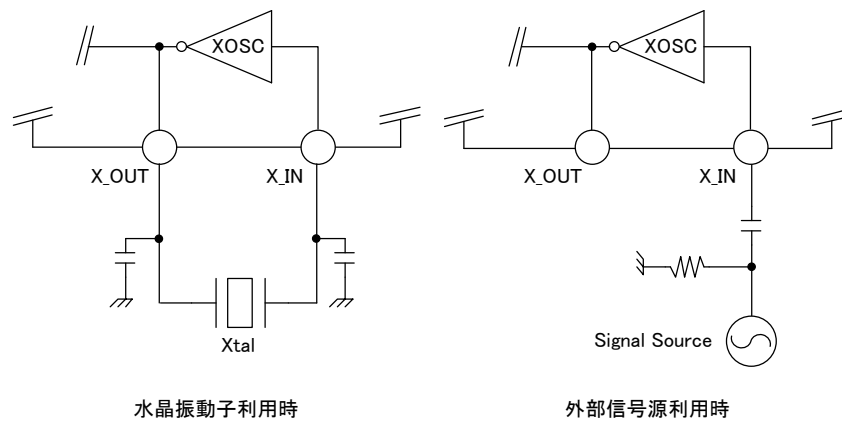 XOSC
XOSC
X_OUT
X_IN
X_OUT
X_IN
Signal Source
Xtal
水晶振動子利用時
外部信号源利用時